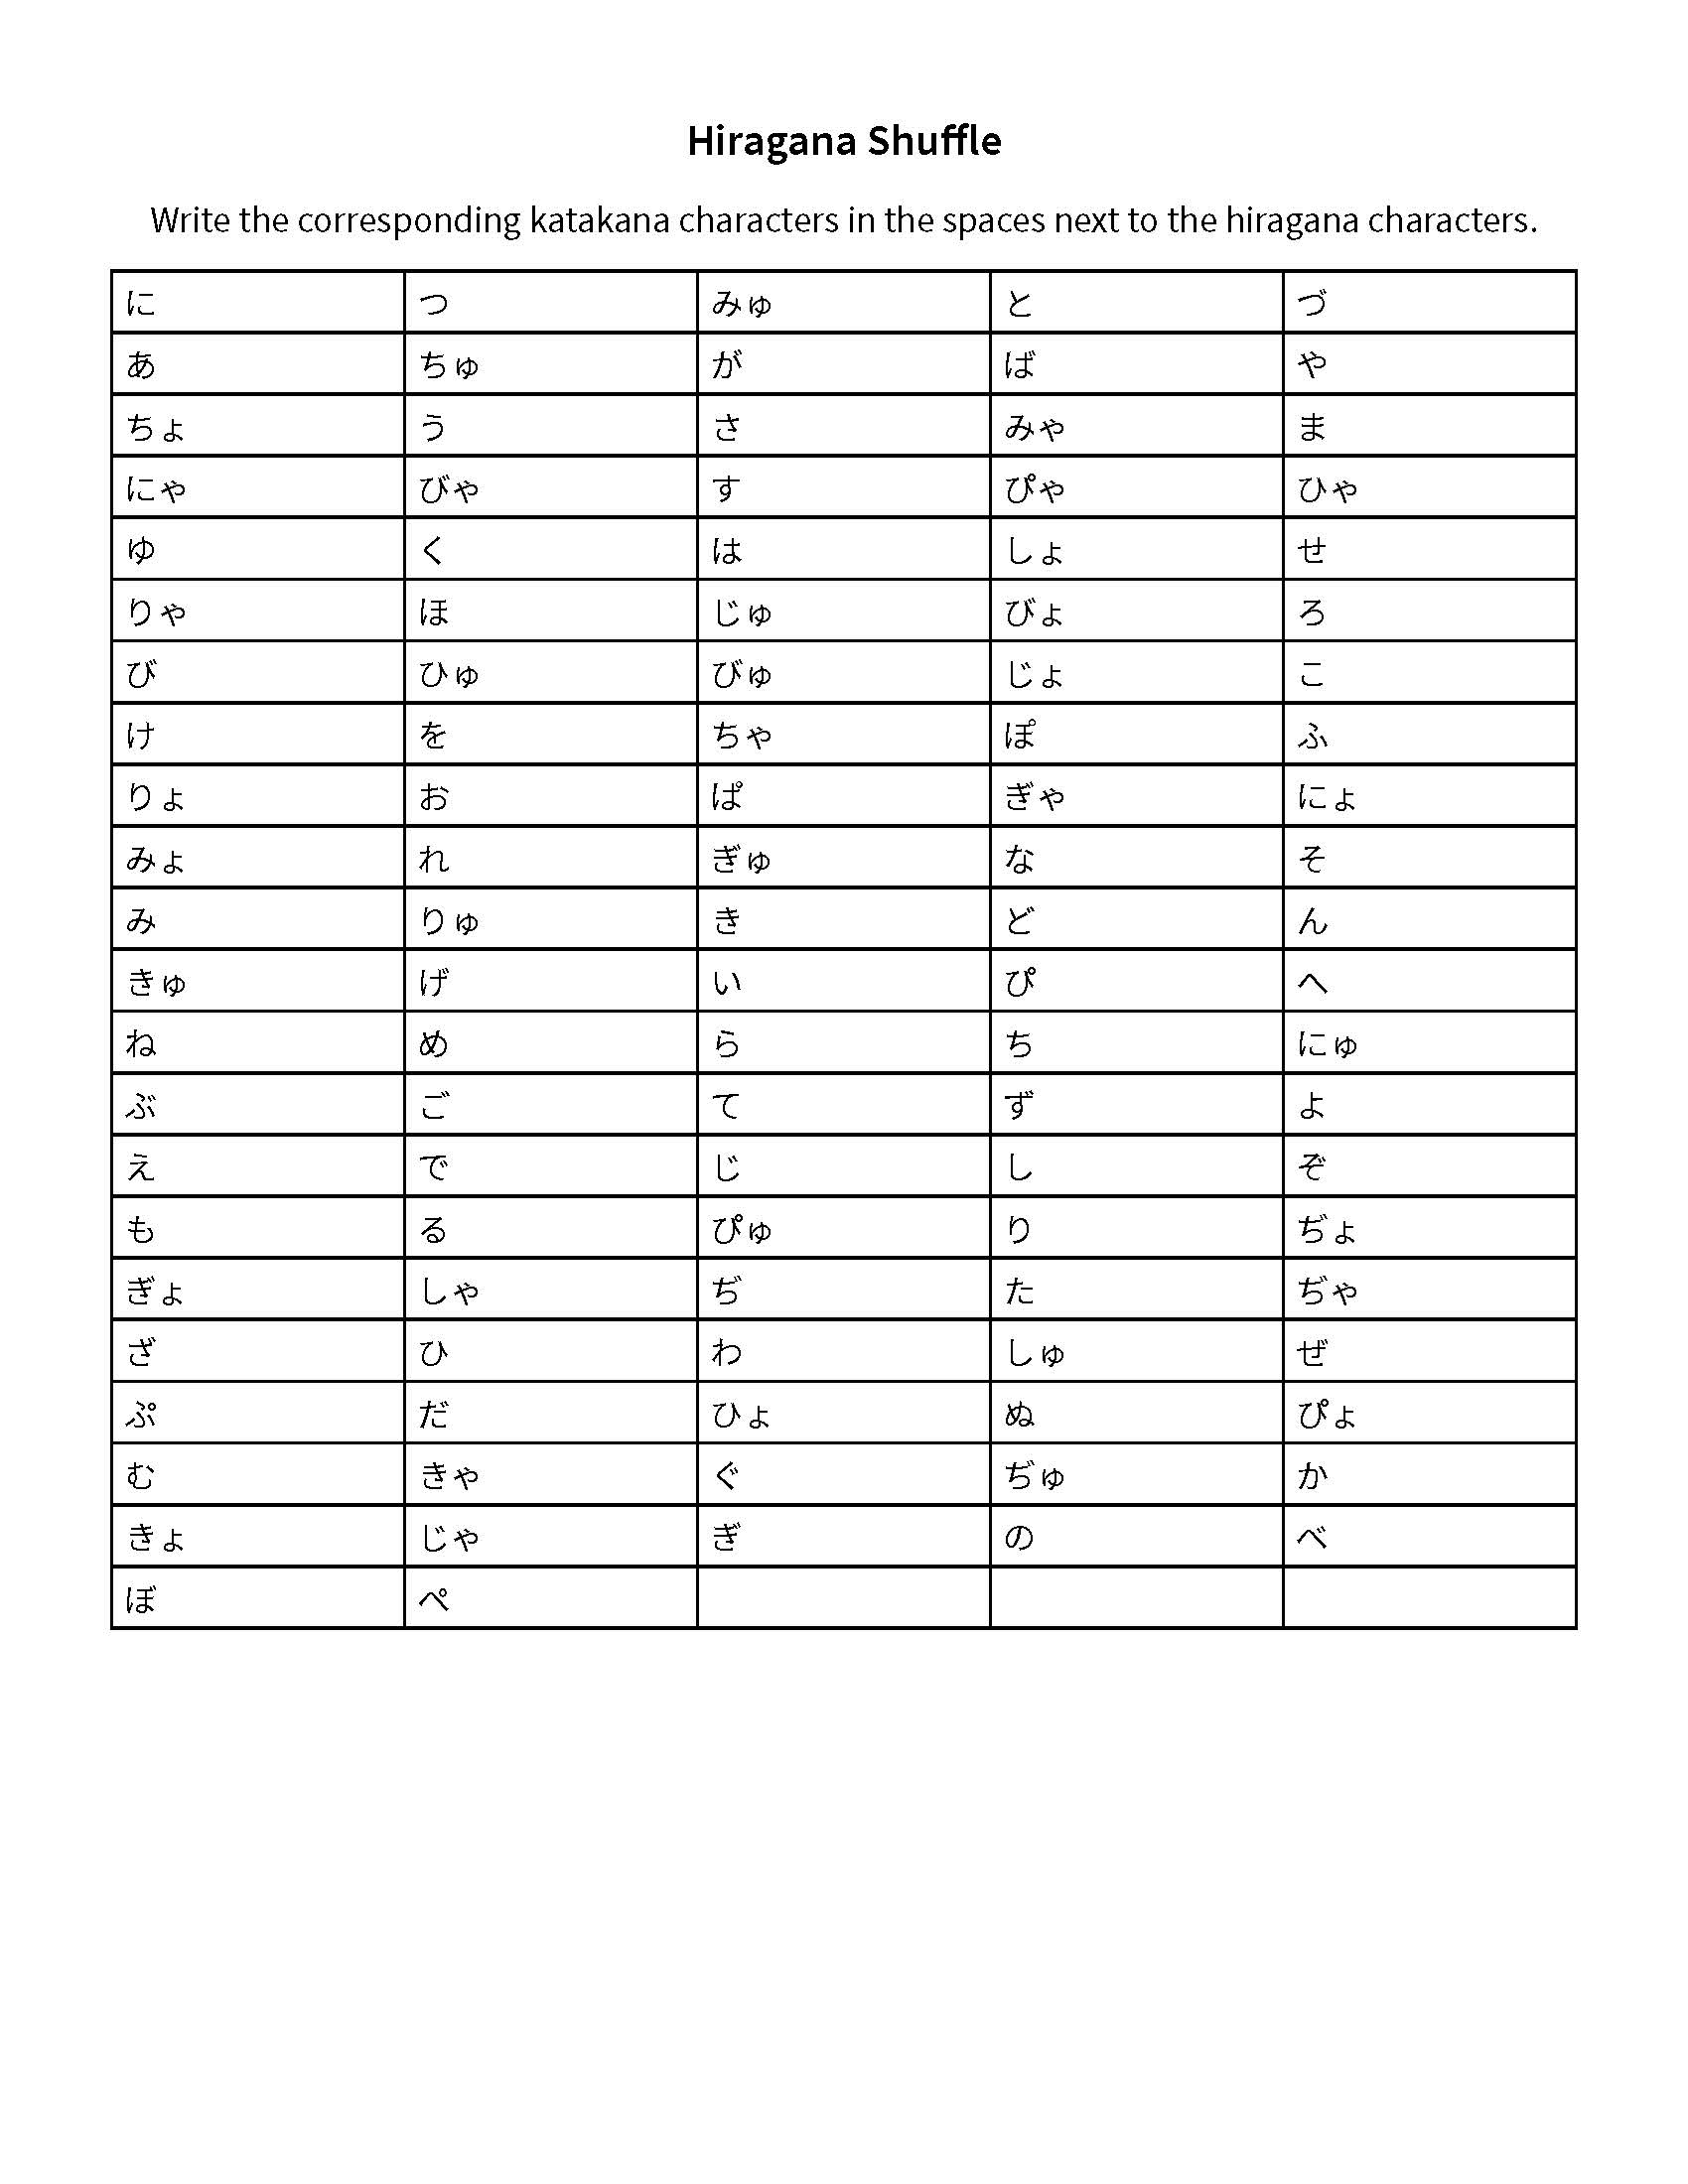 Hiragana Shuffle
Write the corresponding katakana characters in the spaces next to the hiragana characters.
に つ みゅ と づ
あ ちゅ が ば や
ちょ う さ みゃ ま
にゃ びゃ す ぴゃ ひゃ
ゆ く は しょ せ
りゃ ほ じゅ びょ ろ
び ひゅ びゅ じょ こ
け を ちゃ ぽ ふ
りょ お ぱ ぎゃ にょ
みょ れ ぎゅ な そ
み りゅ き ど ん
きゅ げ い ぴ へ
ね め ら ち にゅ
ぶ ご て ず よ
え で じ し ぞ
も る ぴゅ り ぢょ
ぎょ しゃ ぢ た ぢゃ
ざ ひ わ しゅ ぜ
ぷ だ ひょ ぬ ぴょ
む きゃ ぐ ぢゅ か
きょ じゃ ぎ の べ
ぼ ぺ